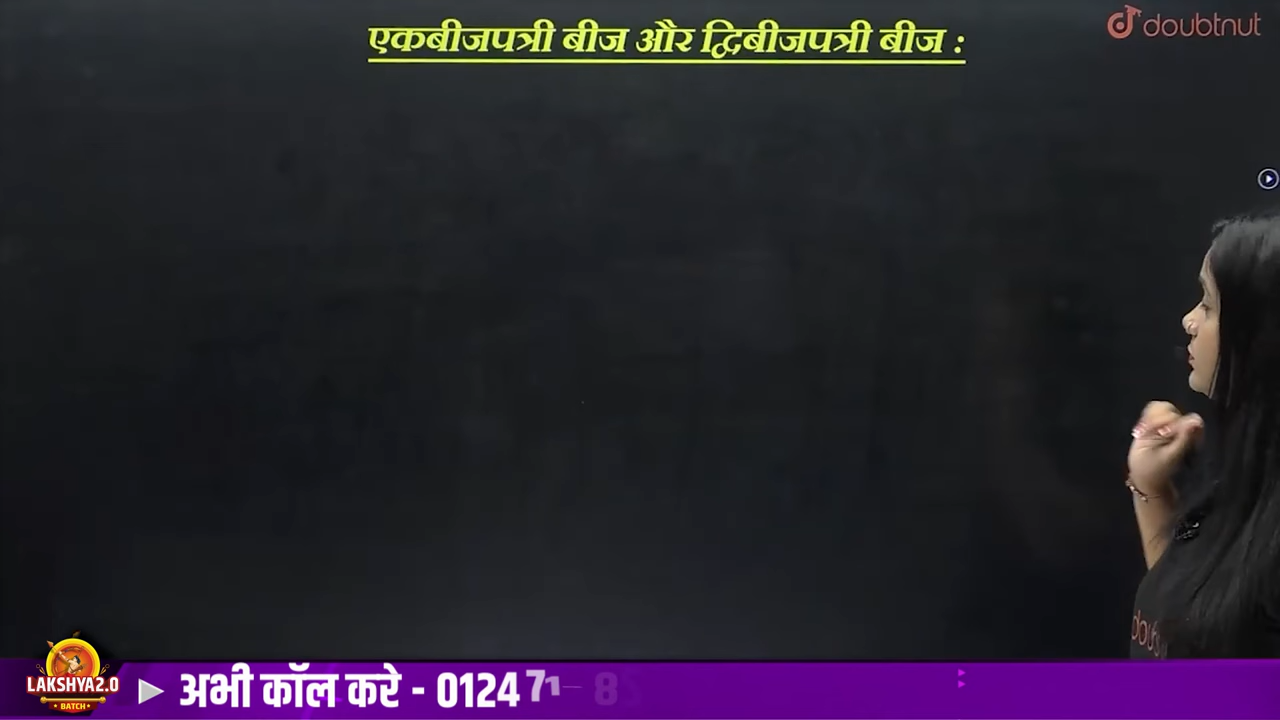 एकबीजपत्री बीज और द्विबीजपत्री बीज :
doubtnut
LAKSHYA2.0
BATCH
अभी कॉल करे - 0124